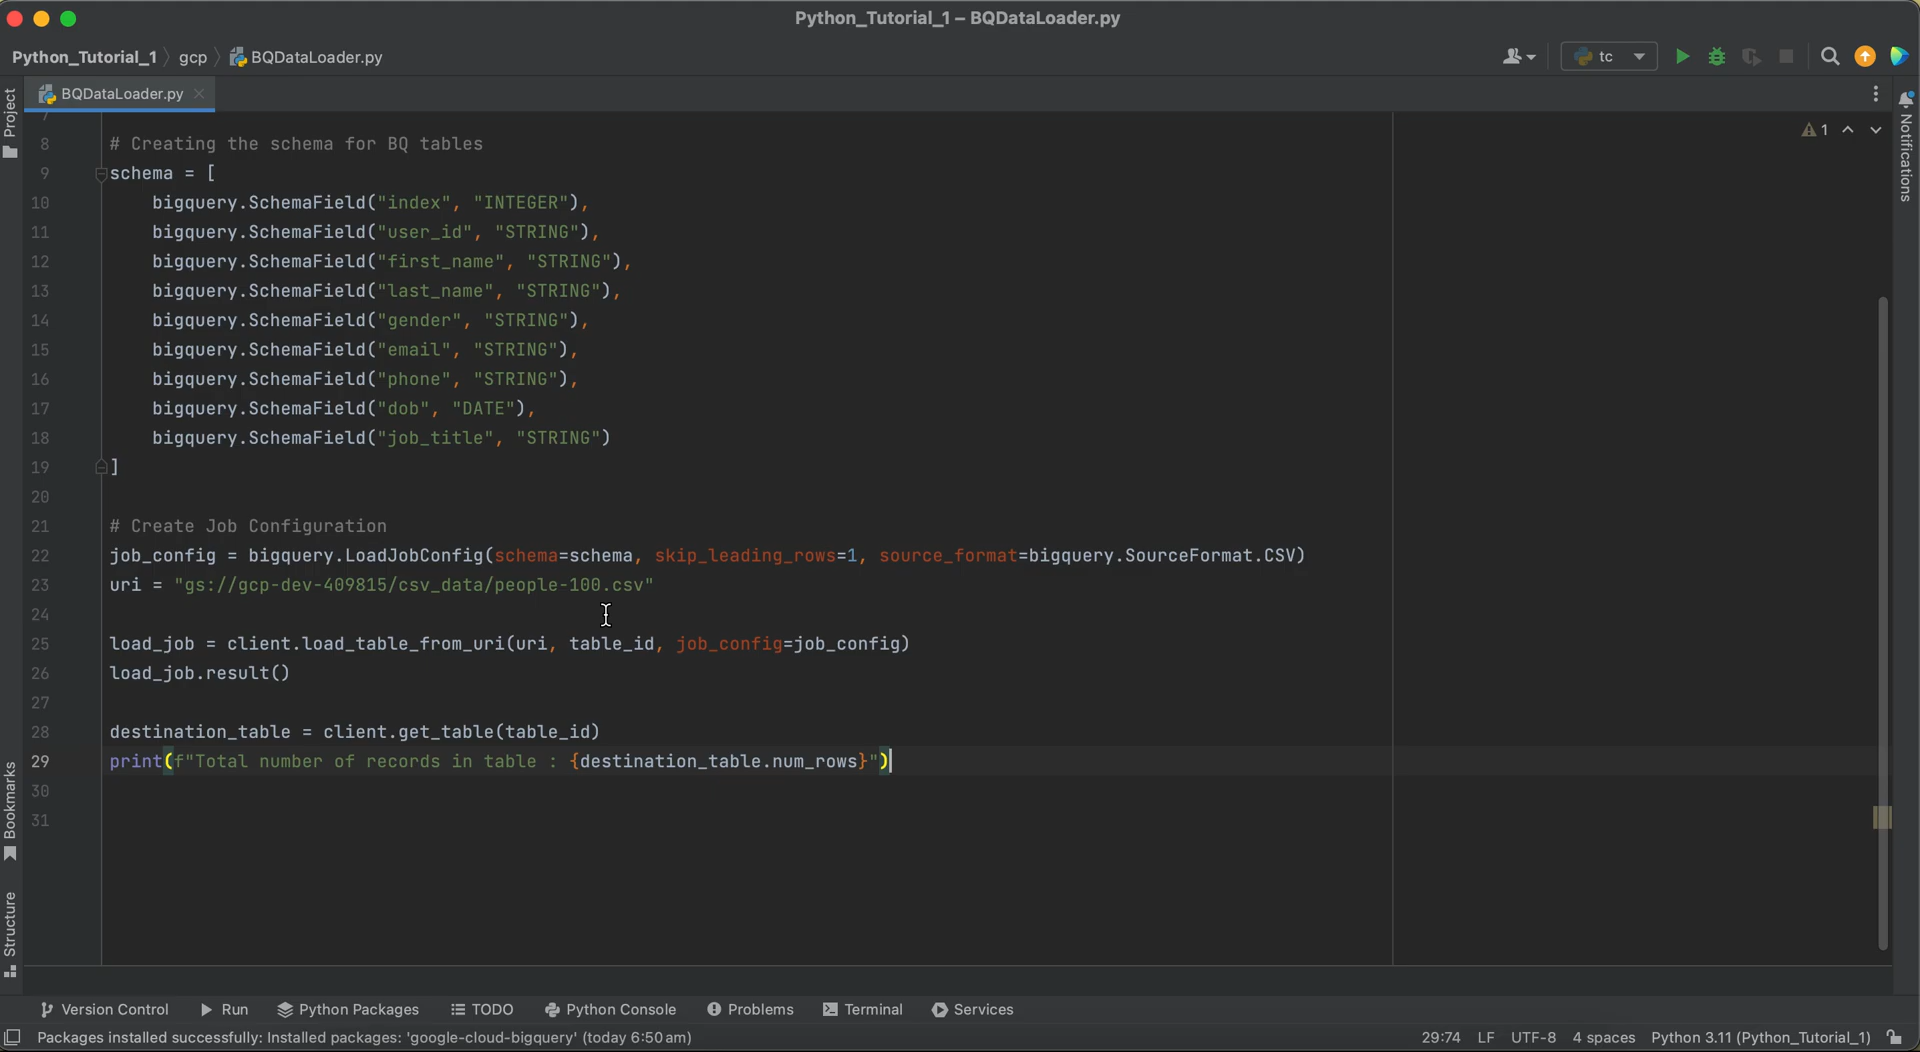 Python_Tutorial_1 – BQDataLoader.py
Python_Tutorial_1 gcp BQDataLoader.py
tc
BQDataLoader.py
Project
Notifications
1
7
8 # Creating the schema for BQ tables
9 schema = [
10 bigquery.SchemaField("index", "INTEGER"),
11 bigquery.SchemaField("user_id", "STRING"),
12 bigquery.SchemaField("first_name", "STRING"),
13 bigquery.SchemaField("last_name", "STRING"),
14 bigquery.SchemaField("gender", "STRING"),
15 bigquery.SchemaField("email", "STRING"),
16 bigquery.SchemaField("phone", "STRING"),
17 bigquery.SchemaField("dob", "DATE"),
18 bigquery.SchemaField("job_title", "STRING")
19 ]
20
21 # Create Job Configuration
22 job_config = bigquery.LoadJobConfig(schema=schema, skip_leading_rows=1, source_format=bigquery.SourceFormat.CSV)
23 uri = "gs://gcp-dev-409815/csv_data/people-100.csv"
24
25 load_job = client.load_table_from_uri(uri, table_id, job_config=job_config)
26 load_job.result()
27
28 destination_table = client.get_table(table_id)
29 print(f"Total number of records in table : {destination_table.num_rows}")
30
31
Bookmarks
Structure
Version Control Run Python Packages TODO Python Console Problems Terminal Services
Packages installed successfully: Installed packages: 'google-cloud-bigquery' (today 6:50 am) 29:74 LF UTF-8 4 spaces Python 3.11 (Python_Tutorial_1)